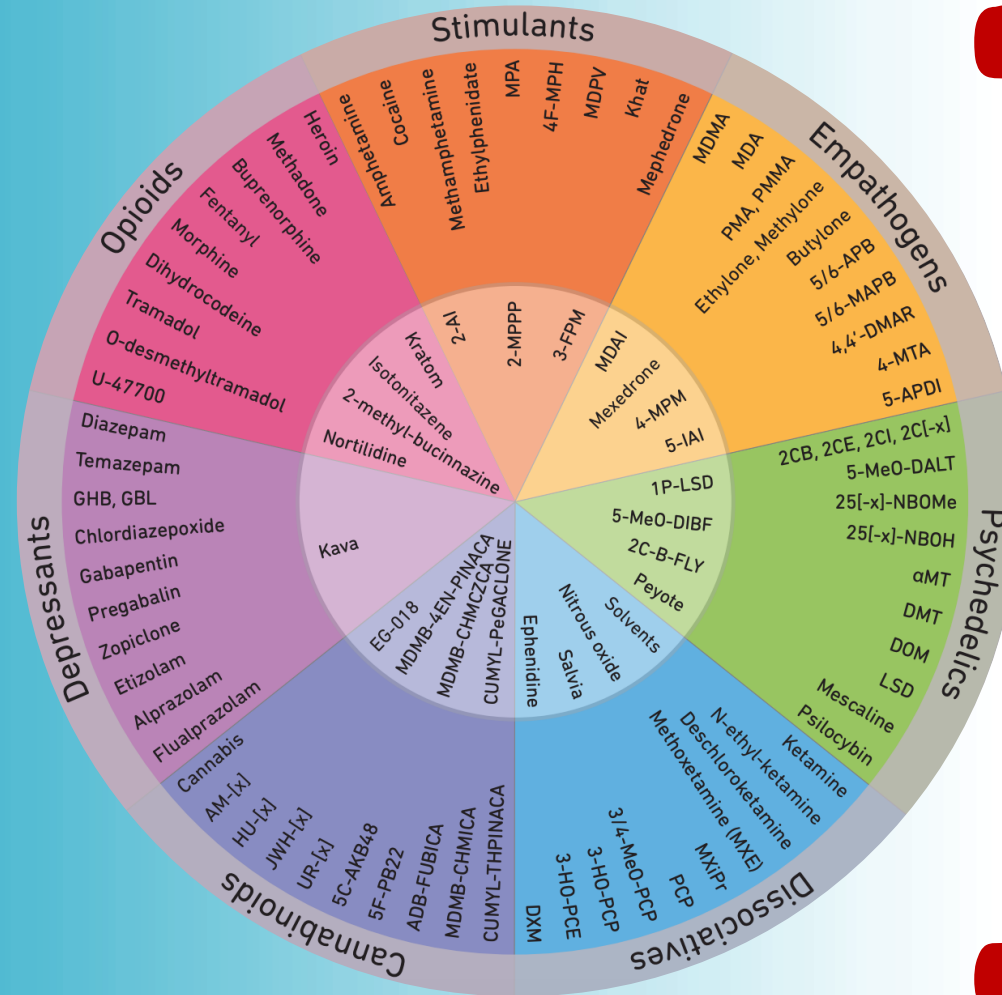 Stimulants
Amphetamine
Cocaine
Methamphetamine
Ethylphenidate
MPA
4F-MPH
MDPV
Khat
Mephedrone
2-AI
2-MPPP
3-FPM
Empathogens
MDMA
MDA
PMA, PMMA
Ethylone, Methylone
Butylone
5/6-APB
5/6-MAPB
4,4'-DMAR
4-MTA
5-APDI
MDAI
Mexedrone
4-MPM
5-IAI
Psychedelics
2CB, 2CE, 2CI, 2C[-x]
5-MeO-DALT
25[-x]-NBOMe
25[-x]-NBOH
αMT
DMT
DOM
LSD
Mescaline
Psilocybin
1P-LSD
5-MeO-DIBF
2C-B-FLY
Peyote
Dissociatives
Ketamine
N-ethyl-ketamine
Deschloroketamine
Methoxetamine (MXE)
MXiPr
PCP
3/4-MeO-PCP
3-HO-PCP
3-HO-PCE
DXM
Solvents
Nitrous oxide
Salvia
Ephenidine
Cannabinoids
CUMYL-THPINACA
MDMB-CHMICA
ADB-FUBICA
5F-PB22
5C-AKB48
UR-[x]
JWH-[x]
HU-[x]
AM-[x]
Cannabis
CUMYL-PeGACLONE
MDMB-CHMCZCA
MDMB-4EN-PINACA
EG-018
Depressants
Flualprazolam
Alprazolam
Etizolam
Zopiclone
Pregabalin
Gabapentin
Chlordiazepoxide
GHB, GBL
Temazepam
Diazepam
Kava
Opioids
U-47700
O-desmethyltramadol
Tramadol
Dihydrocodeine
Morphine
Fentanyl
Buprenorphine
Methadone
Heroin
Nortilidine
2-methyl-bucinnazine
Isotonitazene
Kratom